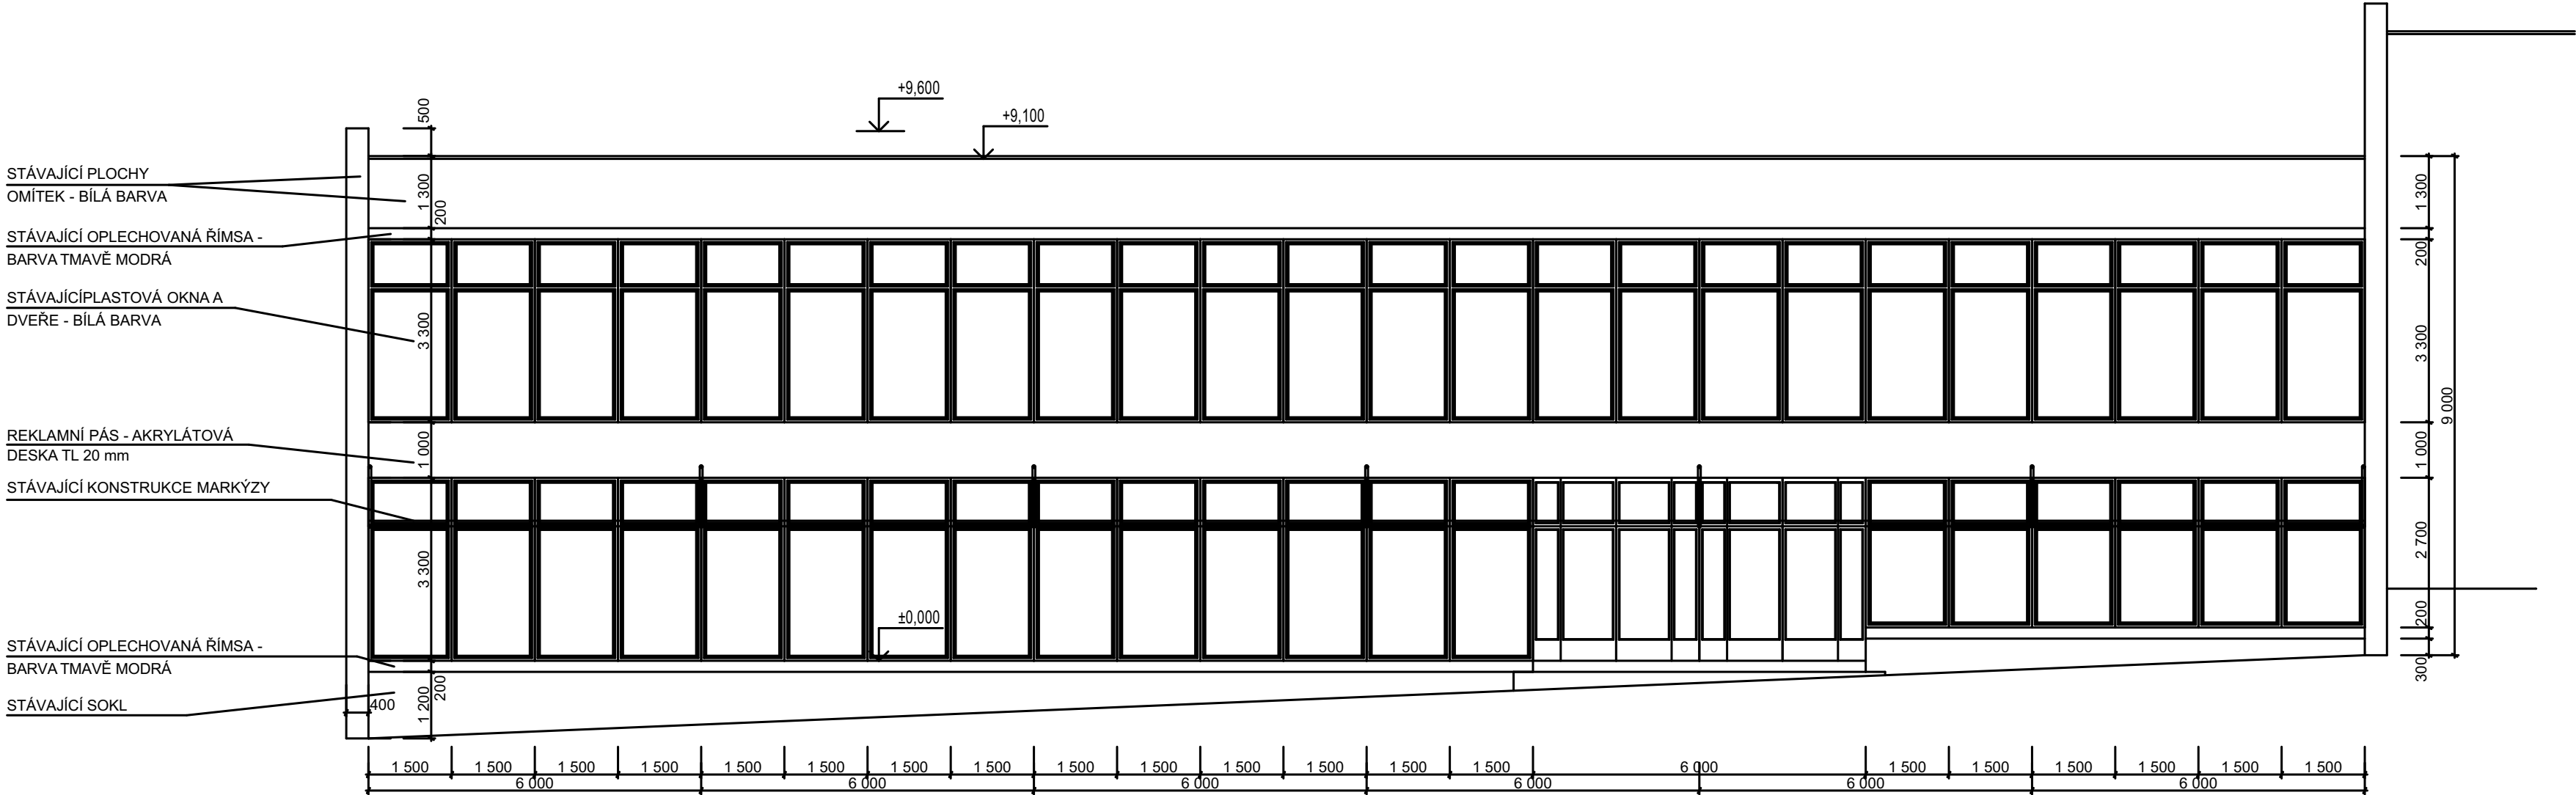 +9,600
+9,100
500
STÁVAJÍCÍ PLOCHY
OMÍTEK - BÍLÁ BARVA
1 300
200
STÁVAJÍCÍ OPLECHOVANÁ ŘÍMSA -
BARVA TMAVĚ MODRÁ
STÁVAJÍCÍPLASTOVÁ OKNA A
DVEŘE - BÍLÁ BARVA
3 300
REKLAMNÍ PÁS - AKRYLÁTOVÁ
DESKA TL 20 mm
1 000
STÁVAJÍCÍ KONSTRUKCE MARKÝZY
3 300
±0,000
STÁVAJÍCÍ OPLECHOVANÁ ŘÍMSA -
BARVA TMAVĚ MODRÁ
STÁVAJÍCÍ SOKL
400
1 200
200
1 300
200
3 300
9 000
1 000
2 700
200
300
1 500 1 500 1 500 1 500 1 500 1 500 1 500 1 500 1 500 1 500 1 500 1 500 1 500 1 500 6 000 1 500 1 500 1 500 1 500 1 500 1 500
6 000 6 000 6 000 6 000 6 000 6 000